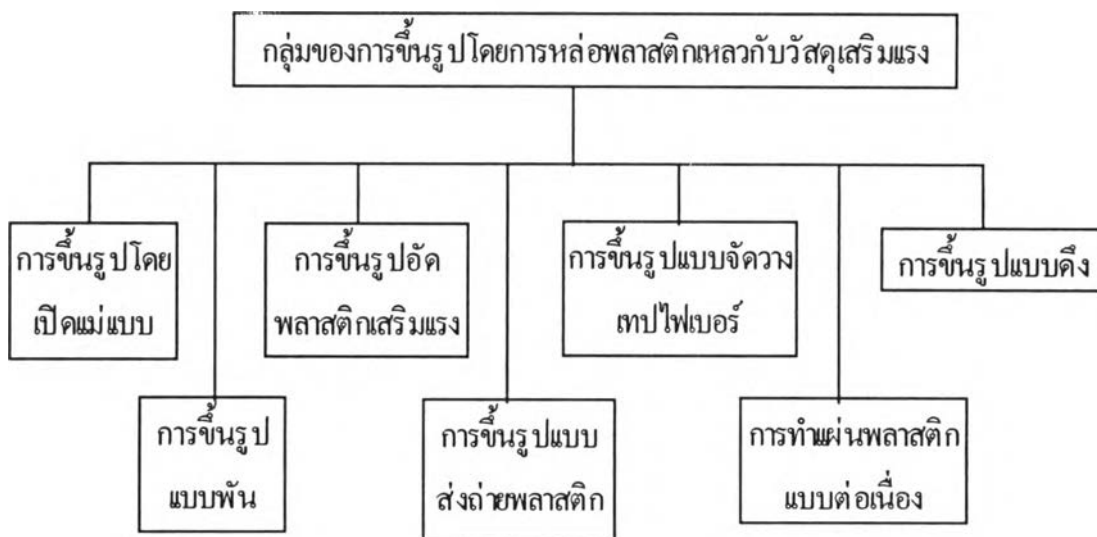 กลุ่มของการขึ้นรูปโดยการหล่อพลาสติกเหลวกับวัสดุเสริมแรง
การขึ้นรูปโดย
เปิดแม่แบบ
การขึ้นรูปอัด
พลาสติกเสริมแรง
การขึ้นรูปแบบจัดวาง
เทปไฟเบอร์
การขึ้นรูปแบบดึง
การขึ้นรูป
แบบพัน
การขึ้นรูปแบบ
ส่งถ่ายพลาสติก
การทำแผ่นพลาสติก
แบบต่อเนื่อง